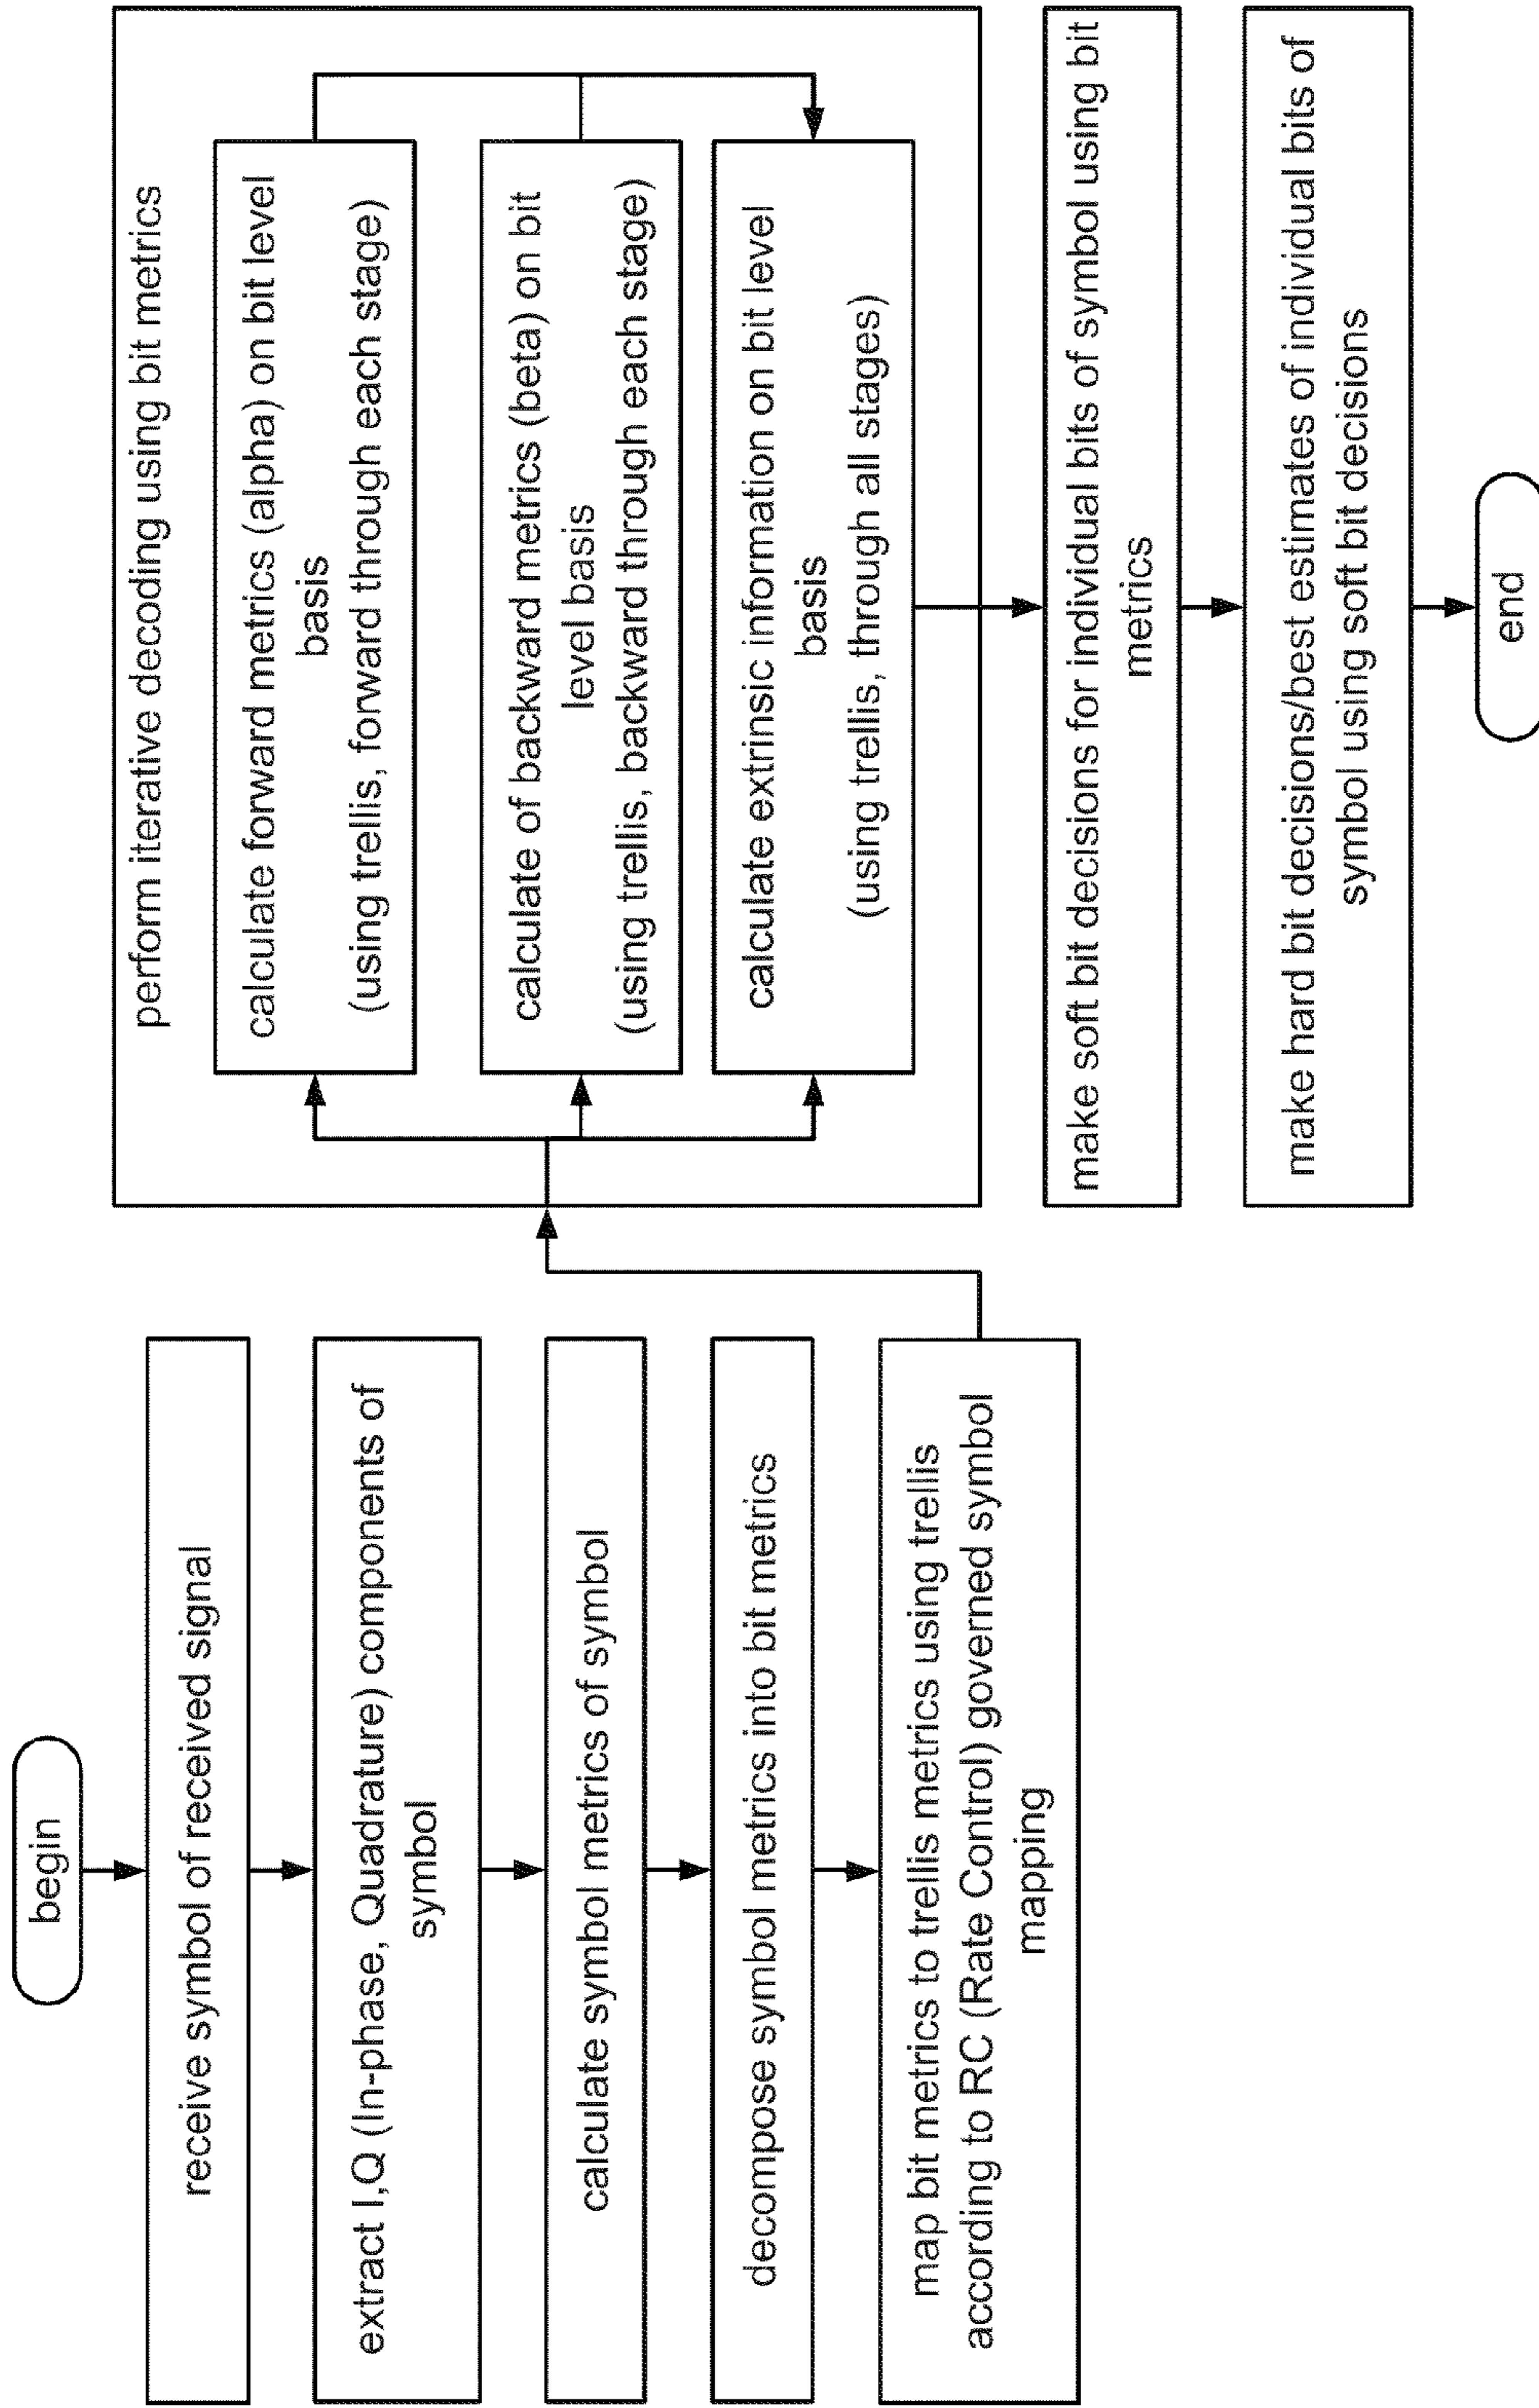 begin
receive symbol of received signal
extract I,Q (In-phase, Quadrature) components of
symbol
calculate symbol metrics of symbol
decompose symbol metrics into bit metrics
map bit metrics to trellis metrics using trellis
according to RC (Rate Control) governed symbol
mapping
perform iterative decoding using bit metrics
calculate forward metrics (alpha) on bit level
basis
(using trellis, forward through each stage)
calculate of backward metrics (beta) on bit
level basis
(using trellis, backward through each stage)
calculate extrinsic information on bit level
basis
(using trellis, through all stages)
make soft bit decisions for individual bits of symbol using bit
metrics
make hard bit decisions/best estimates of individual bits of
symbol using soft bit decisions
end